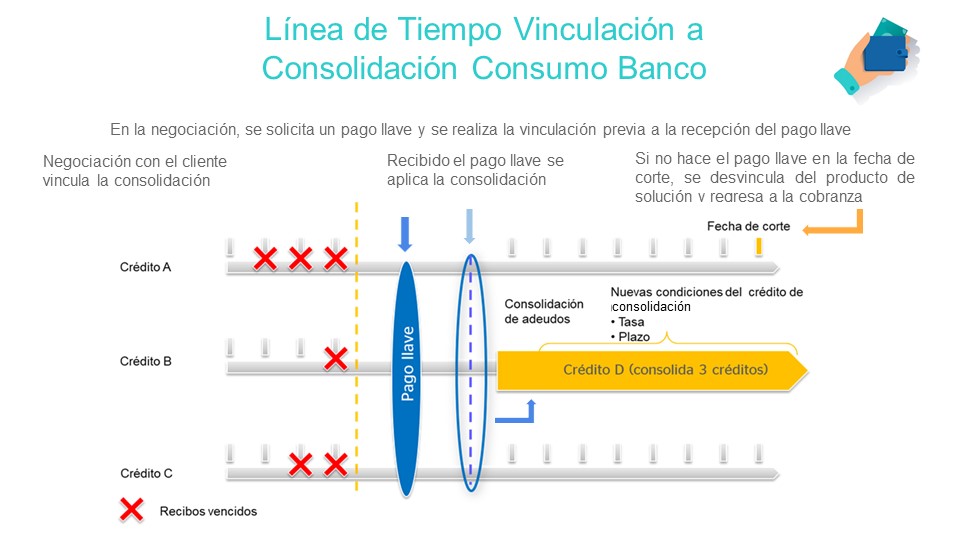 Línea de Tiempo Vinculación a
Consolidación Consumo Banco
En la negociación, se solicita un pago llave y se realiza la vinculación previa a la recepción del pago llave
Negociación con el cliente
vincula la consolidación
Recibido el pago llave se
aplica la consolidación
Si no hace el pago llave en la fecha de
corte, se desvincula del producto de
solución y regresa a la cobranza
Fecha de corte
Crédito A
Consolidación
de adeudos
Nuevas condiciones del crédito de
consolidación
• Tasa
• Plazo
Crédito B
Pago llave
Crédito D (consolida 3 créditos)
Crédito C
Recibos vencidos